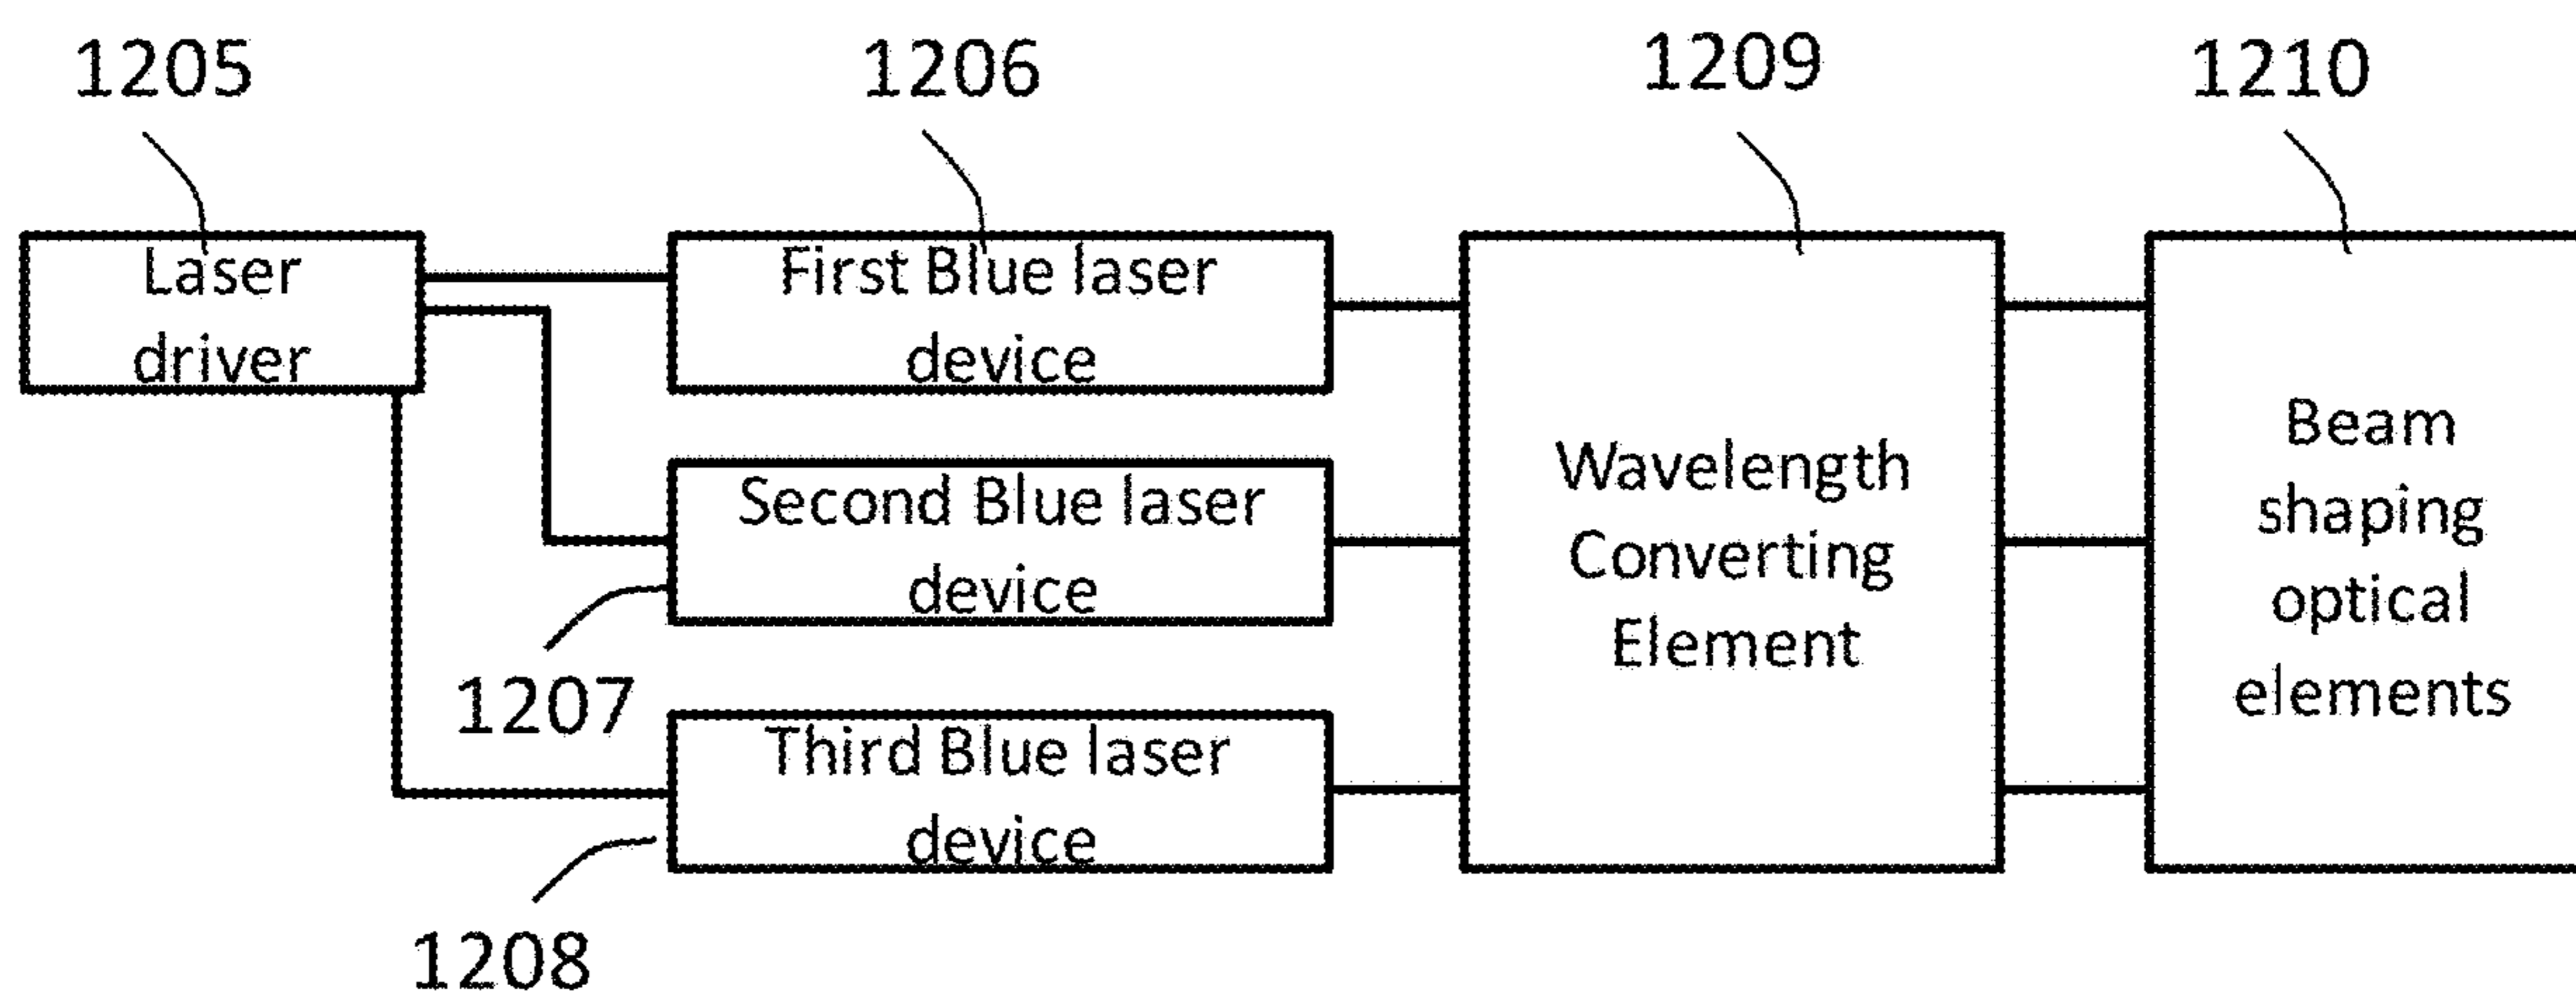 1205
1206
1209
1210
Laser
driver
First Blue laser
device
Second Blue laser
device
1207
Third Blue laser
device
1208
Wavelength
Converting
Element
Beam
shaping
optical
elements